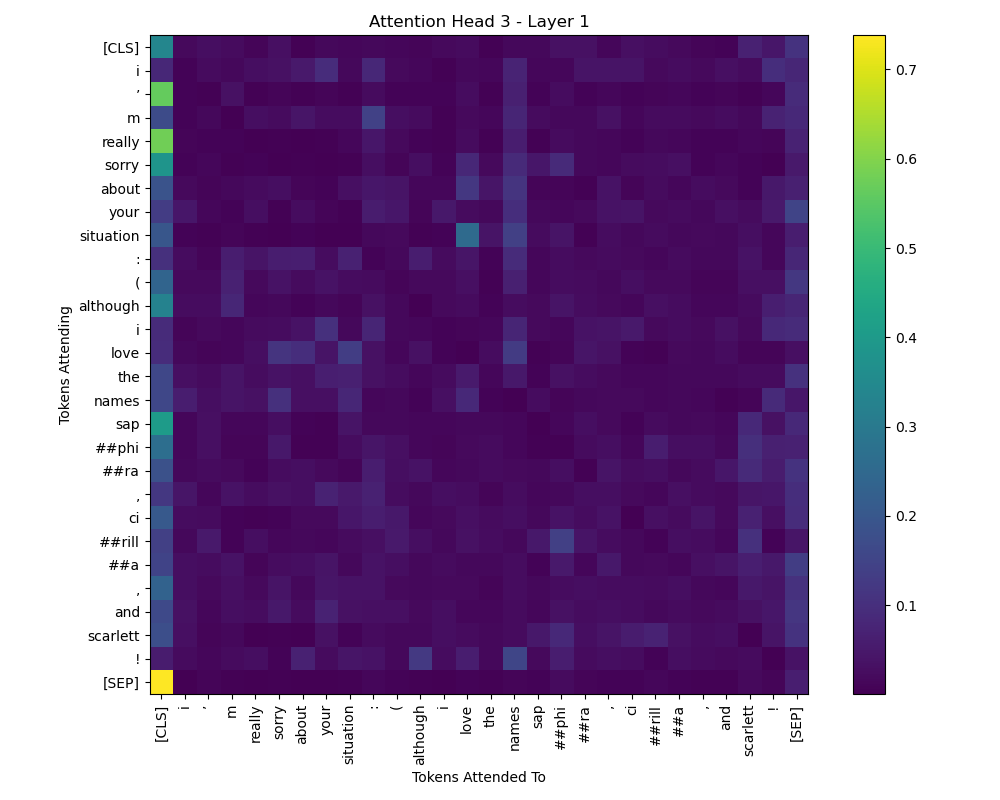 Attention Head 3 - Layer 1
[CLS]
i
’
m
really
sorry
about
your
situation
:
(
although
i
love
the
names
sap
##phi
##ra
,
ci
##rill
##a
,
and
scarlett
!
[SEP]
Tokens Attending
[CLS]
i
’
m
really
sorry
about
your
situation
:
(
although
i
love
the
names
sap
##phi
##ra
,
ci
##rill
##a
,
and
scarlett
!
[SEP]
Tokens Attended To
0.7
0.6
0.5
0.4
0.3
0.2
0.1